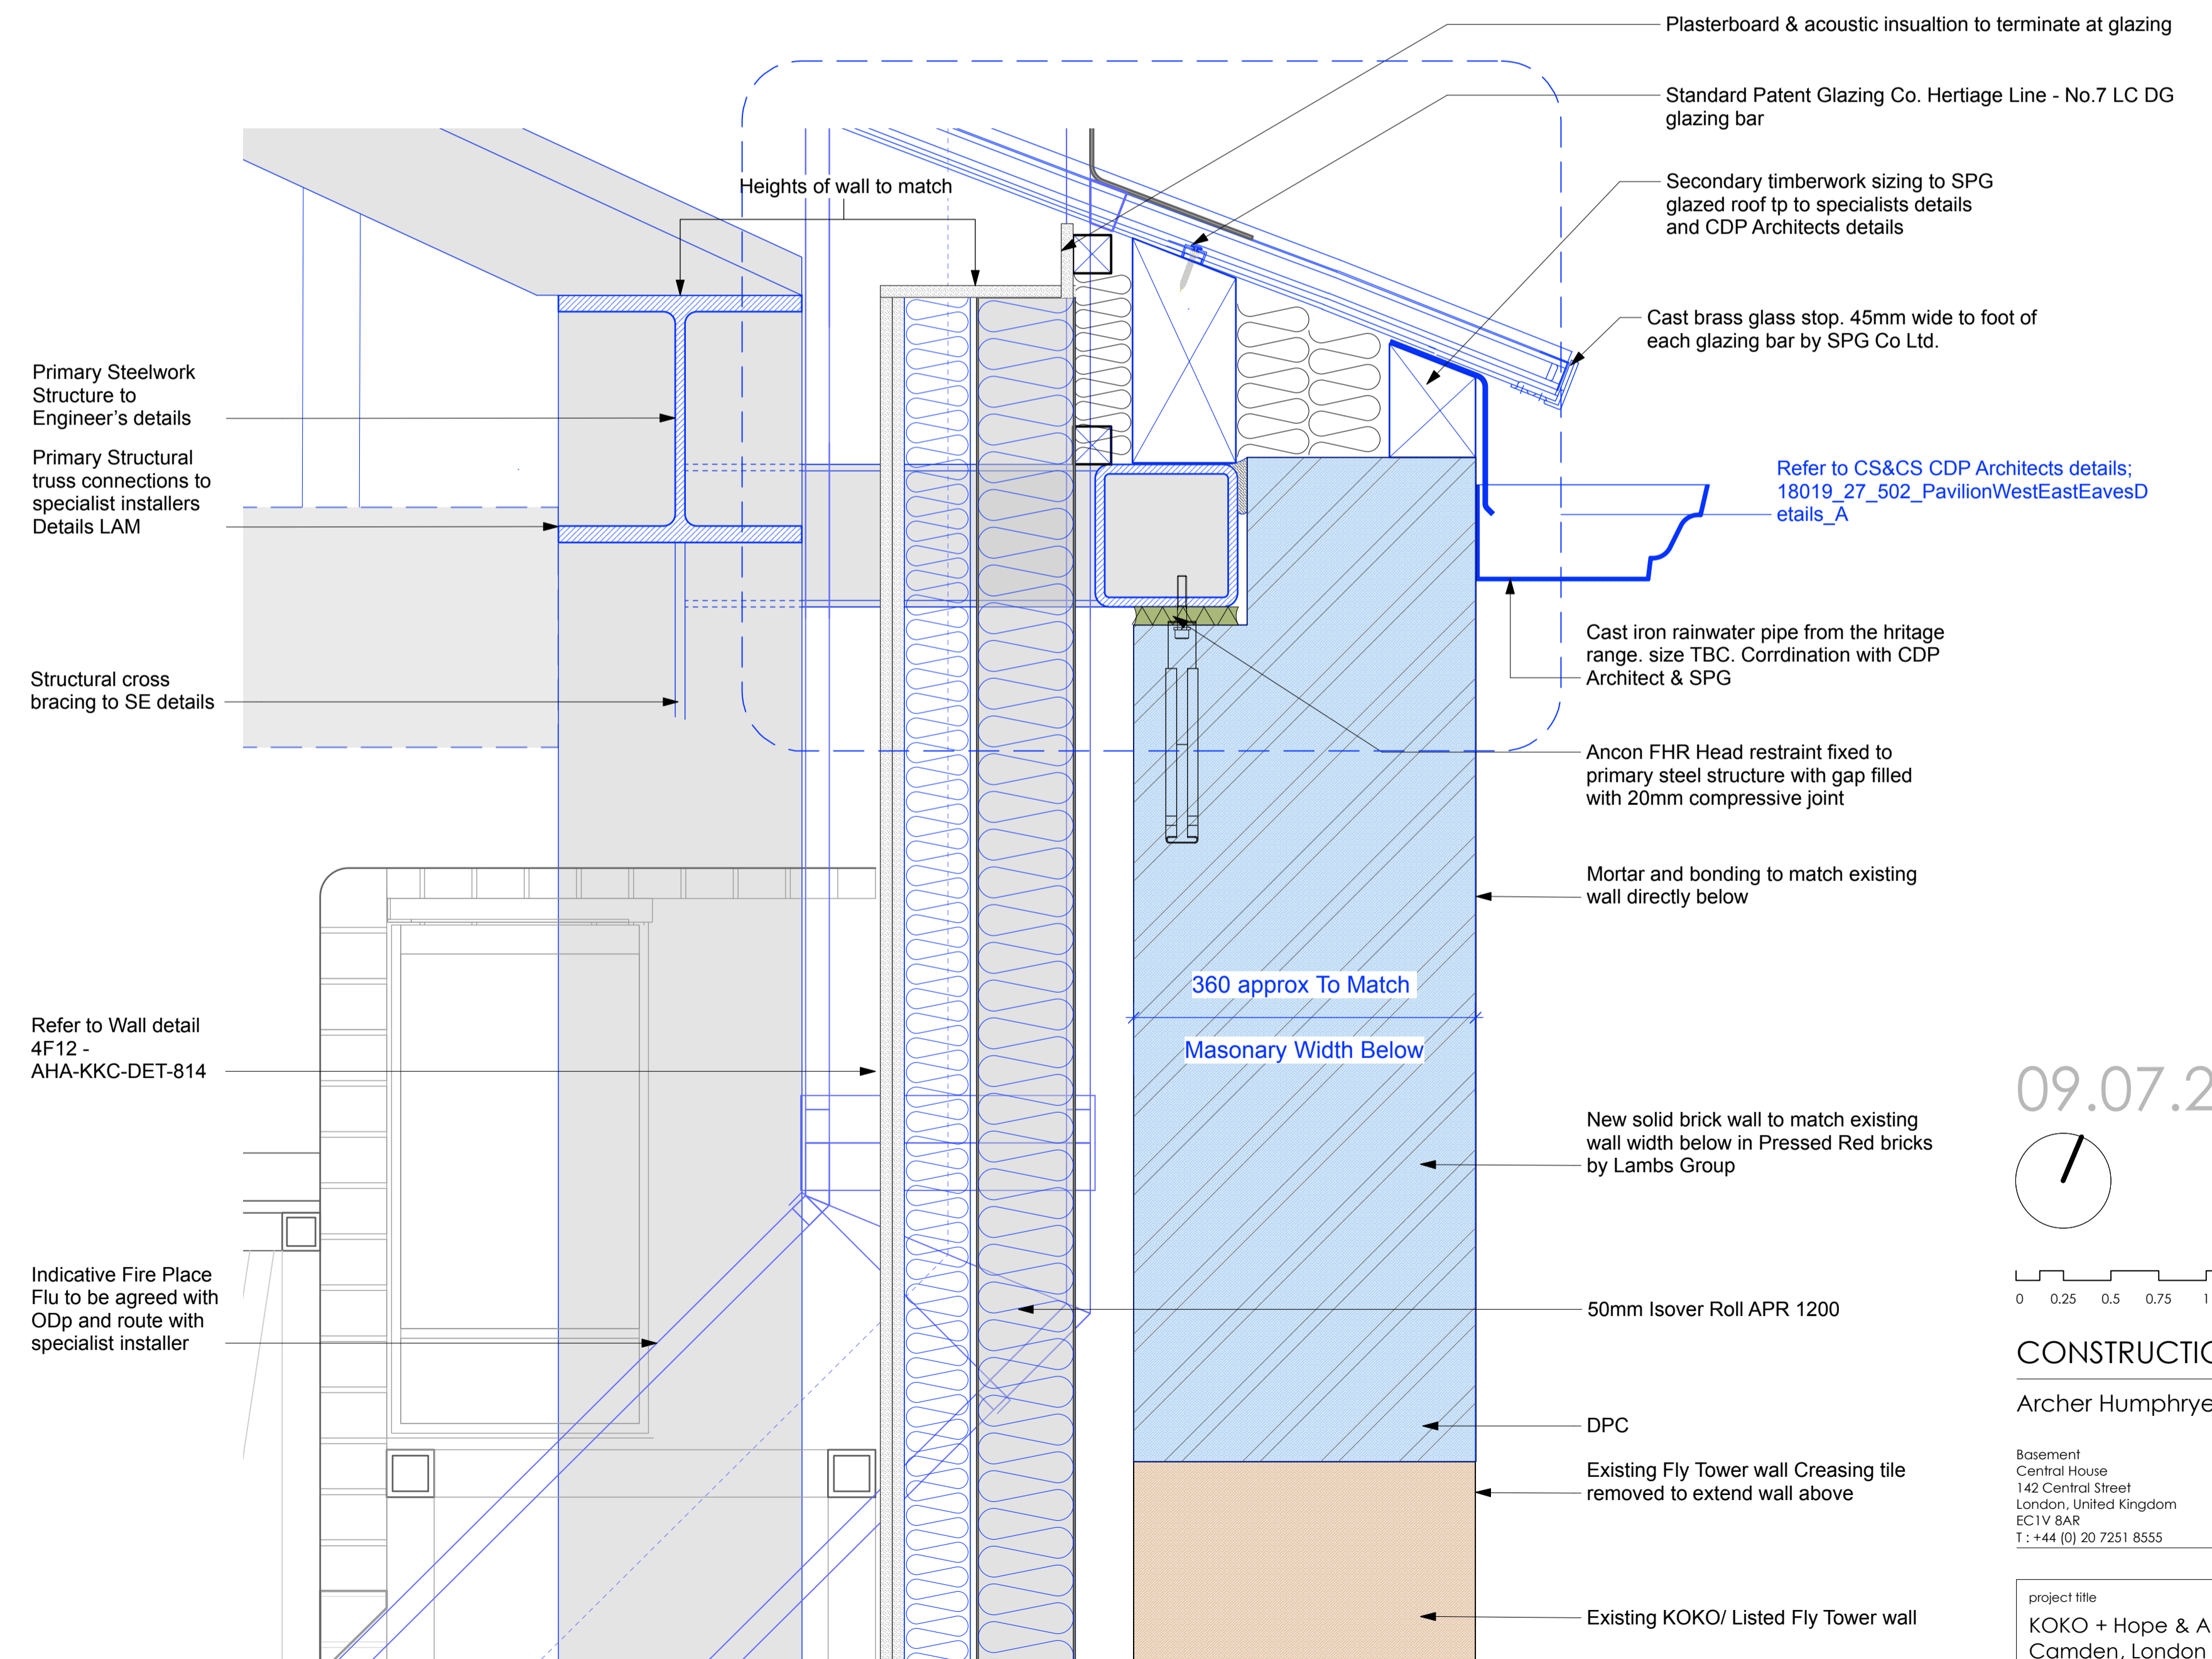 Plasterboard & acoustic insualtion to terminate at glazing
Standard Patent Glazing Co. Hertiage Line - No.7 LC DG
glazing bar
Secondary timberwork sizing to SPG
glazed roof tp to specialists details
and CDP Architects details
Heights of wall to match
Cast brass glass stop. 45mm wide to foot of
each glazing bar by SPG Co Ltd.
Primary Steelwork
Structure to
Engineer's details
Primary Structural
truss connections to
specialist installers
Details LAM
Refer to CS&CS CDP Architects details;
18019_27_502_PavilionWestEastEavesD
etails_A
Structural cross
bracing to SE details
Cast iron rainwater pipe from the hritage
range. size TBC. Corrdination with CDP
Architect & SPG
Ancon FHR Head restraint fixed to
primary steel structure with gap filled
with 20mm compressive joint
Mortar and bonding to match existing
wall directly below
360 approx To Match
Masonary Width Below
Refer to Wall detail
4F12 -
AHA-KKC-DET-814
New solid brick wall to match existing
wall width below in Pressed Red bricks
by Lambs Group
Indicative Fire Place
Flu to be agreed with
ODp and route with
specialist installer
50mm Isover Roll APR 1200
DPC
Existing Fly Tower wall Creasing tile
removed to extend wall above
Existing KOKO/ Listed Fly Tower wall
09.07.2
0 0.25 0.5 0.75 1
CONSTRUCTIO
Archer Humphrye
Basement
Central House
142 Central Street
London, United Kingdom
EC1V 8AR
T : +44 (0) 20 7251 8555
project title
KOKO + Hope & A
Camden, London